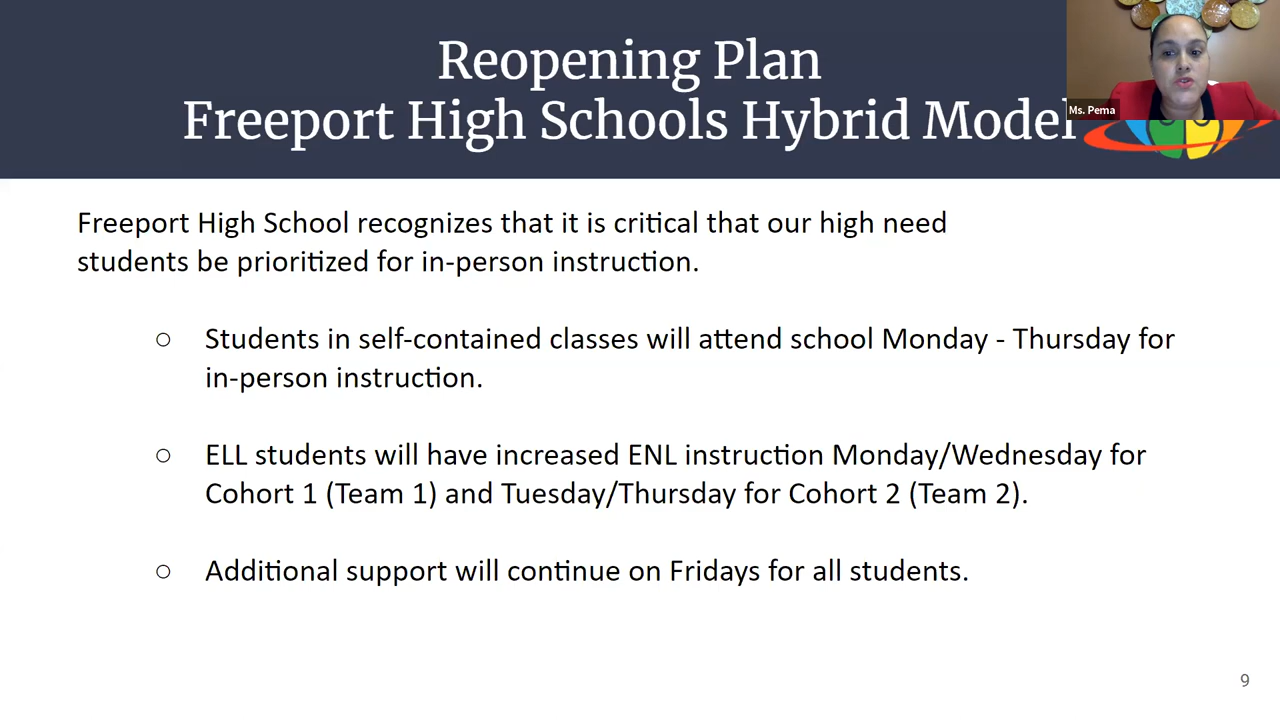 Reopening Plan
Freeport High Schools Hybrid Model
Ms. Pema
Freeport High School recognizes that it is critical that our high need
students be prioritized for in-person instruction.
○ Students in self-contained classes will attend school Monday - Thursday for
in-person instruction.
○ ELL students will have increased ENL instruction Monday/Wednesday for
Cohort 1 (Team 1) and Tuesday/Thursday for Cohort 2 (Team 2).
○ Additional support will continue on Fridays for all students.
9